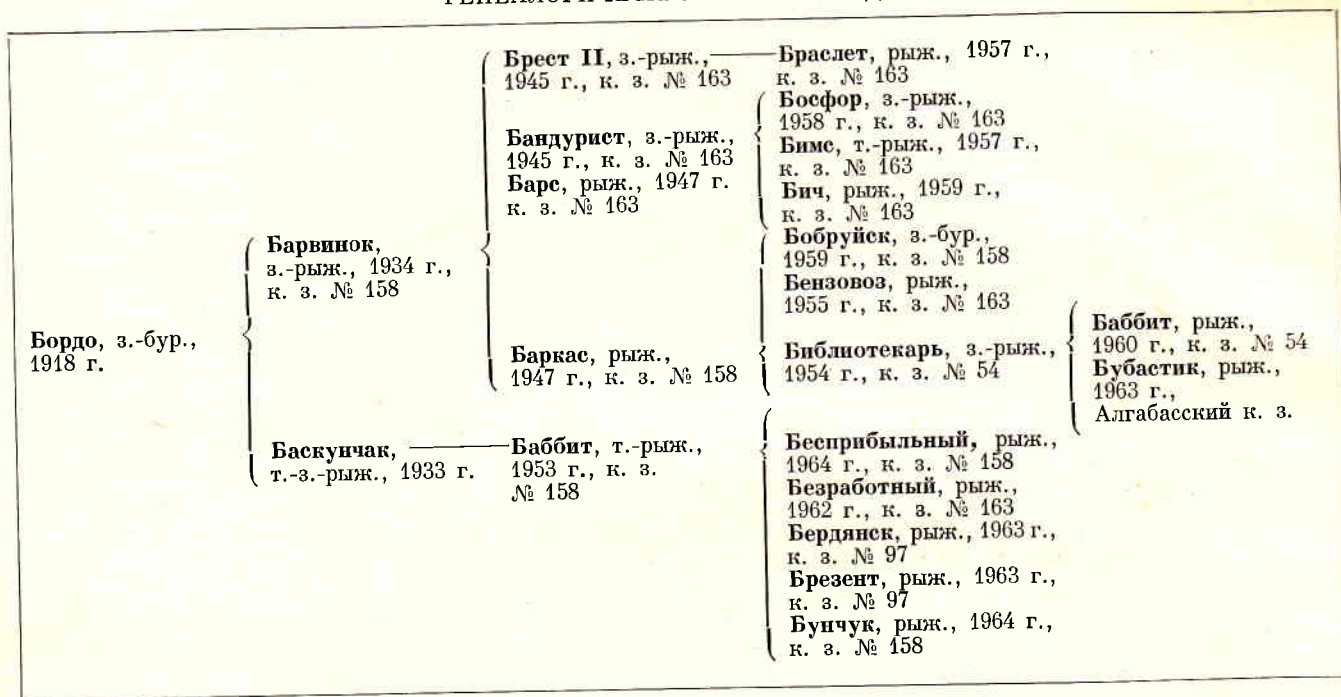 Бордо, з.-бур.,
1918 г.
Барвинок,
з.-рыж., 1934 г.,
к. з. № 158
Баскунчак,
т.-з.-рыж., 1933 г.
Брест II, з.-рыж.,
1945 г., к. з. № 163
Бандурист, з.-рыж.,
1945 г., к. з. № 163
Барс, рыж., 1947 г.
к. з. № 163
Баркас, рыж.,
1947 г., к. з. № 158
Баббит, т.-рыж.,
1953 г., к. з.
№ 158
Браслет, рыж., 1957 г.,
к. з. № 163
Босфор, з.-рыж.,
1958 г., к. з. № 163
Бимс, т.-рыж., 1957 г.,
к. з. № 163
Бич, рыж., 1959 г.,
к. з. № 163
Бобруйск, з.-бур.,
1959 г., к. з. № 158
Бензовоз, рыж.,
1955 г., к. з. № 163
Библиотекарь, з.-рыж.,
1954 г., к. з. № 54
Бесприбыльный, рыж.,
1964 г., к. з. № 158
Безработный, рыж.,
1962 г., к. з. № 163
Бердянск, рыж., 1963 г.,
к. з. № 97
Брезент, рыж., 1963 г.,
к. з. № 97
Бунчук, рыж., 1964 г.,
к. з. № 158
Баббит, рыж.,
1960 г., к. з. № 54
Бубастик, рыж.,
1963 г.,
Алгабасский к. з.